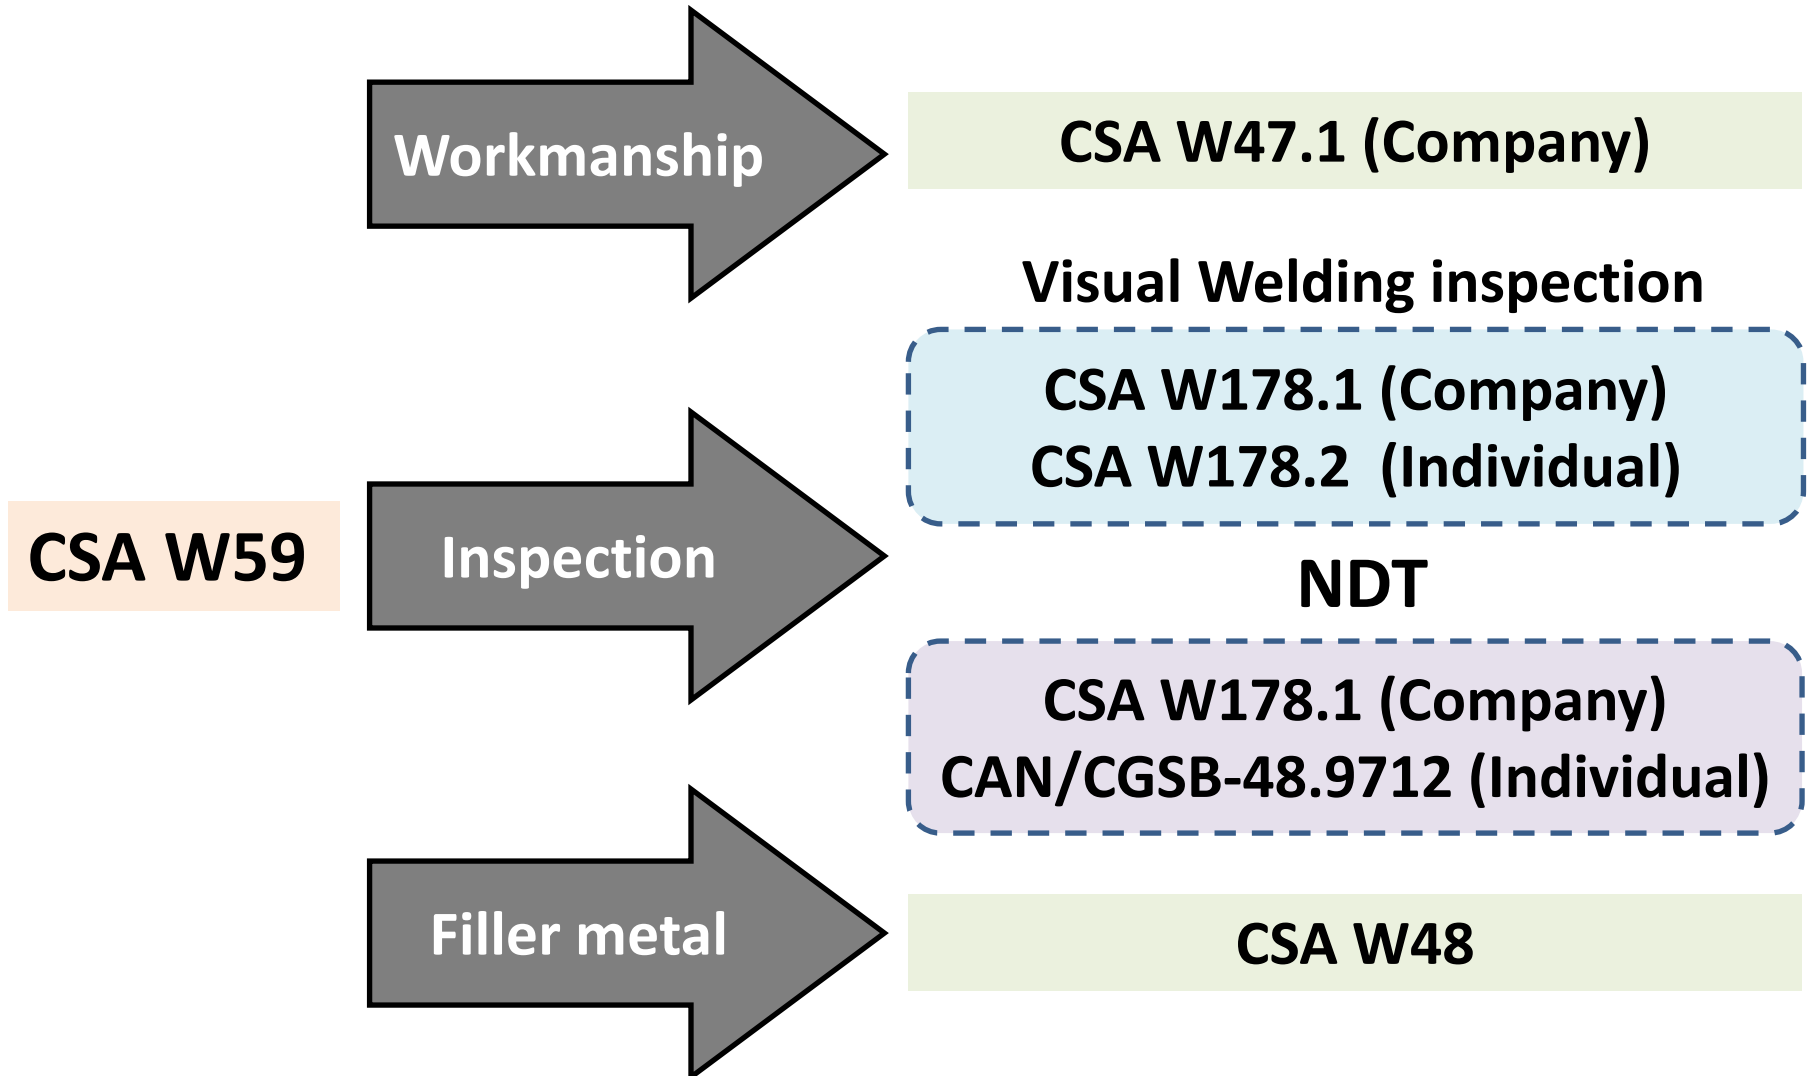 CSA W59
Workmanship
CSA W47.1 (Company)
Inspection
Visual Welding inspection
CSA W178.1 (Company)
CSA W178.2 (Individual)
NDT
CSA W178.1 (Company)
CAN/CGSB-48.9712 (Individual)
Filler metal
CSA W48